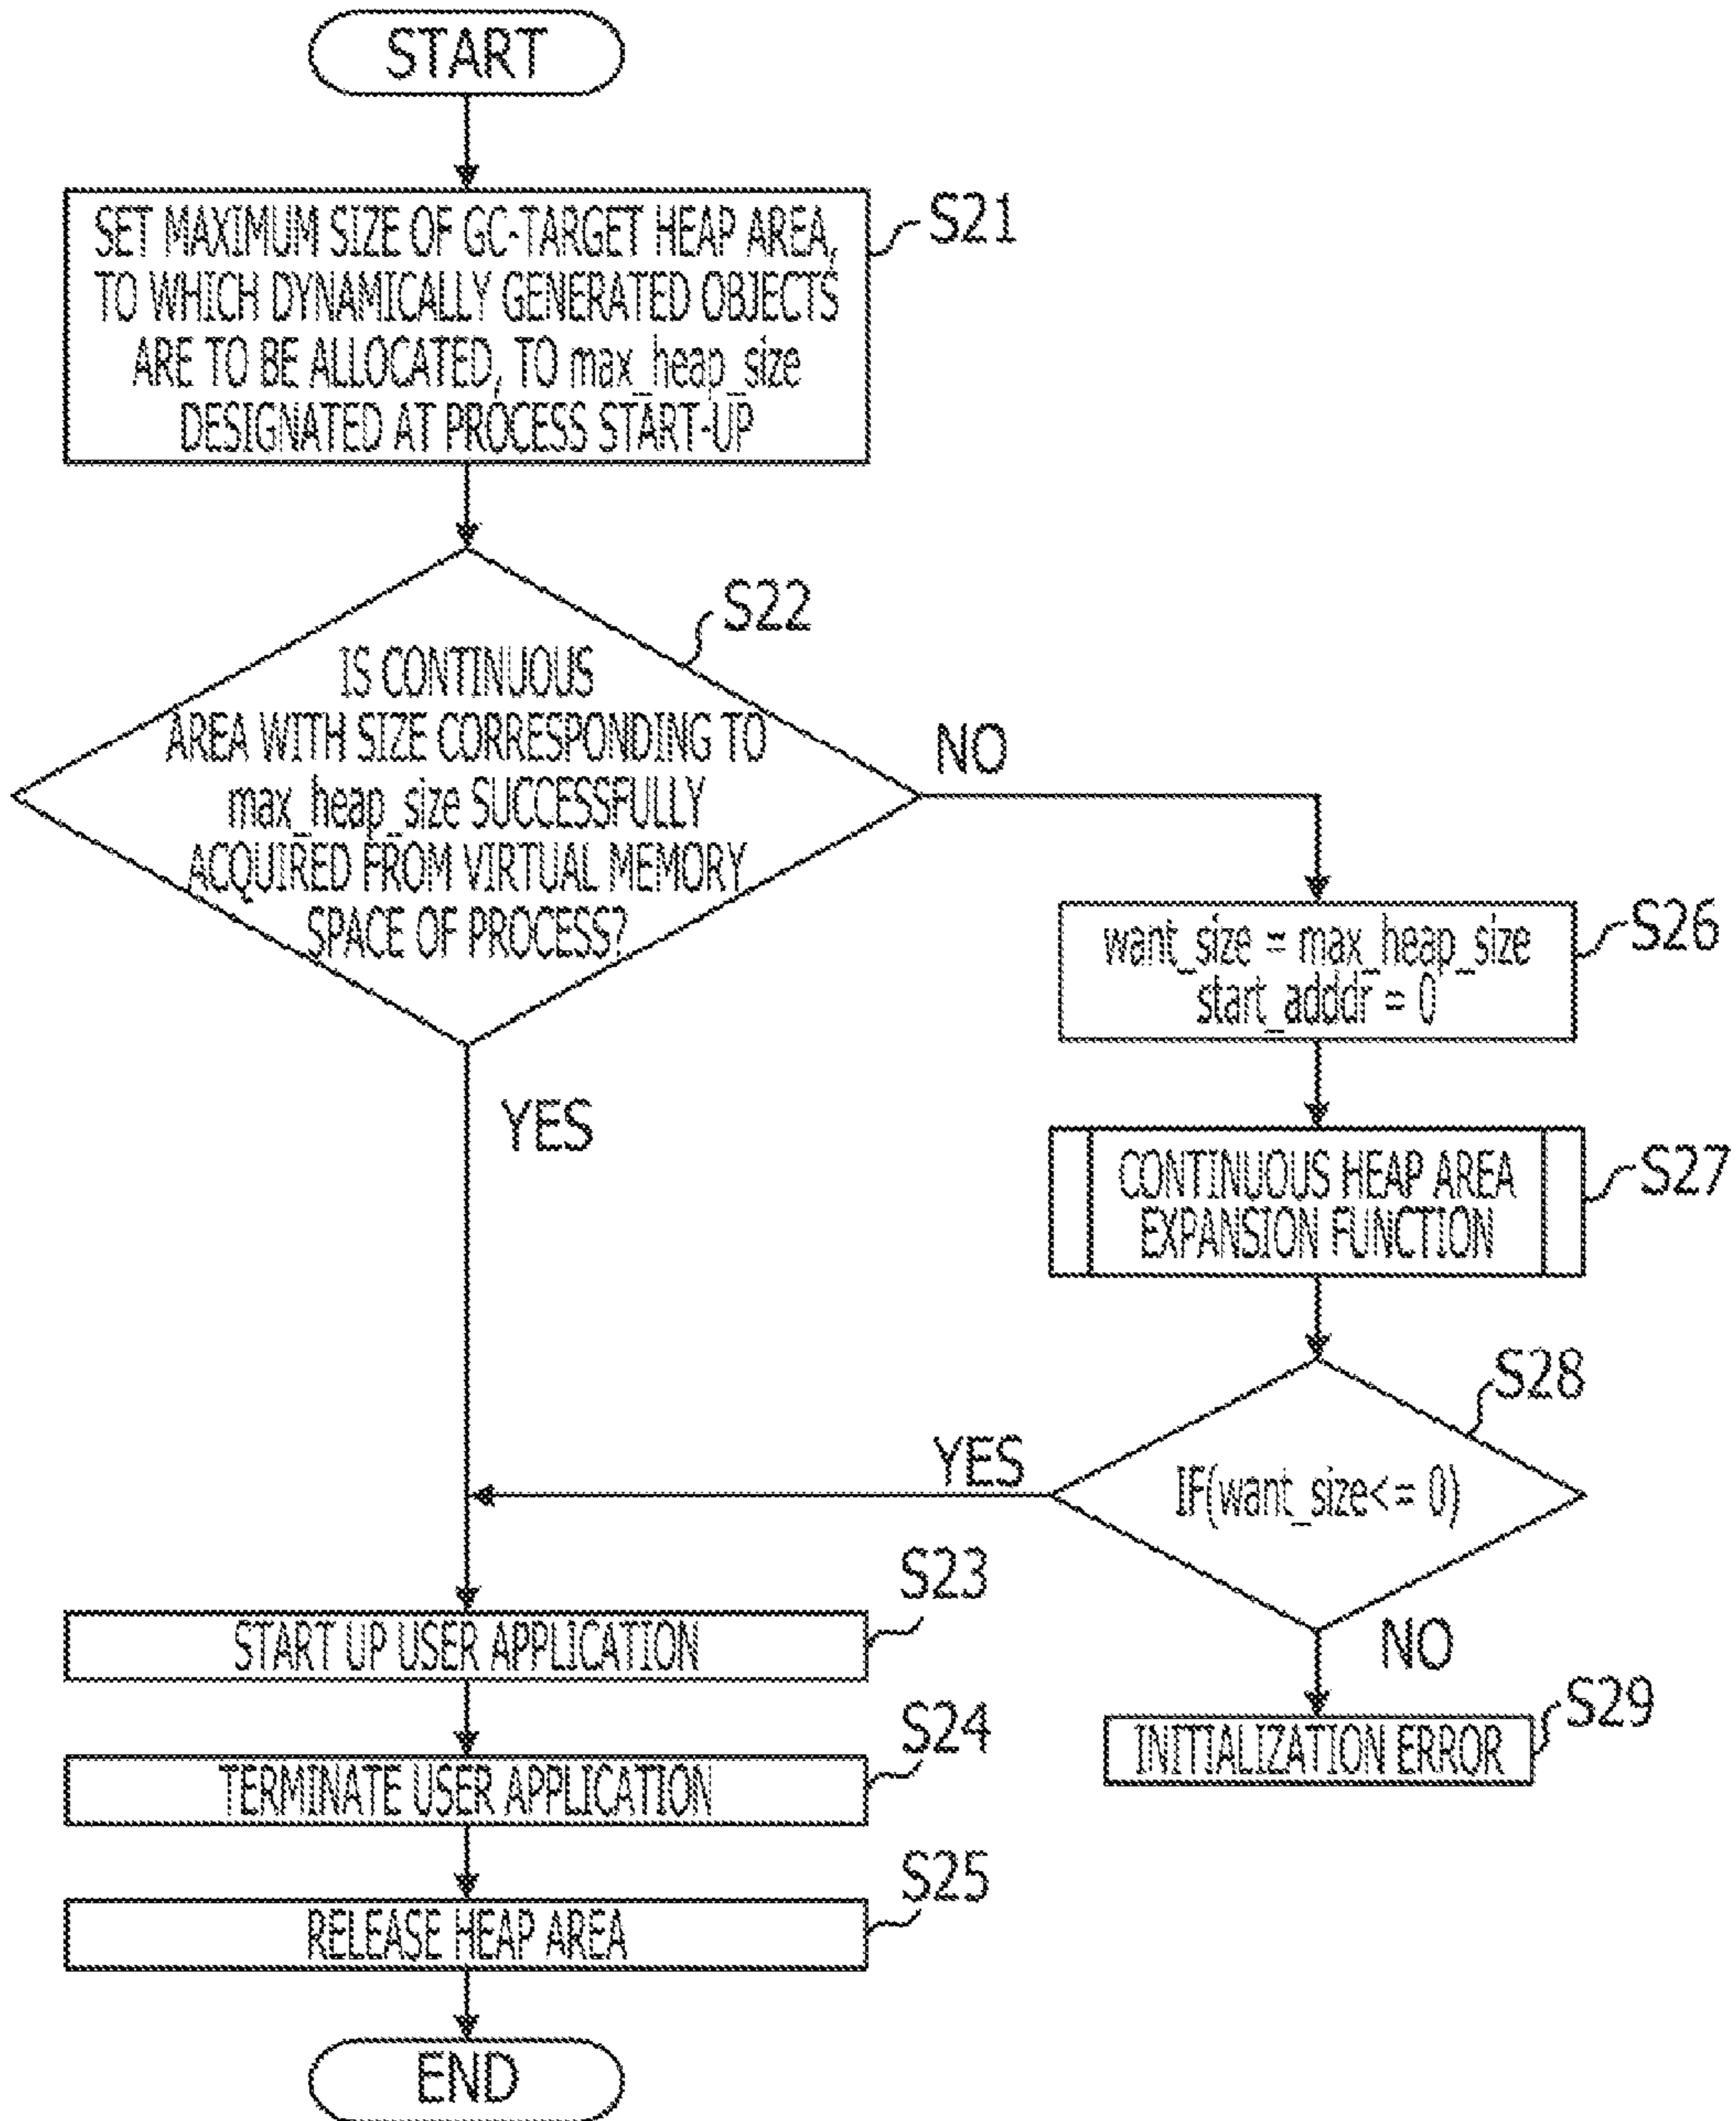 START
SET MAXIMUM SIZE OF GC-TARGET HEAP AREA,
TO WHICH DYNAMICALLY GENERATED OBJECTS
ARE TO BE ALLOCATED, TO max_heap_size
DESIGNATED AT PROCESS START-UP
S21
S22
IS CONTINUOUS
AREA WITH SIZE CORRESPONDING TO
max_heap_size SUCCESSFULLY
ACQUIRED FROM VIRTUAL MEMORY
SPACE OF PROCESS?
NO
YES
want_size = max_heap_size
start_adddr = 0
S26
CONTINUOUS HEAP AREA
EXPANSION FUNCTION
S27
S28
IF(want_size<= 0)
YES
NO
S23
START UP USER APPLICATION
S24
TERMINATE USER APPLICATION
S25
RELEASE HEAP AREA
S29
INITIALIZATION ERROR
END